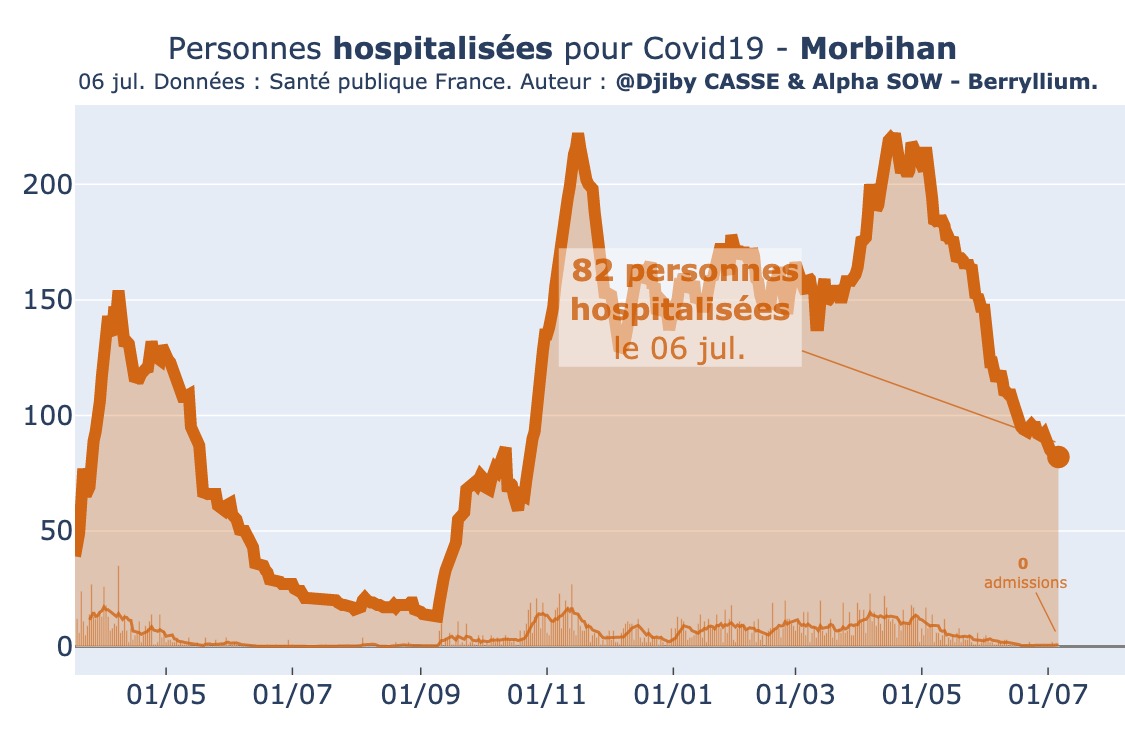 Personnes hospitalisées pour Covid19 - Morbihan
06 jul. Données : Santé publique France. Auteur : @Djiby CASSE & Alpha SOW - Berryllium.
200
150
100
50
0
82 personnes
hospitalisées
le 06 jul.
0
admissions
01/05 01/07 01/09 01/11 01/01 01/03 01/05 01/07